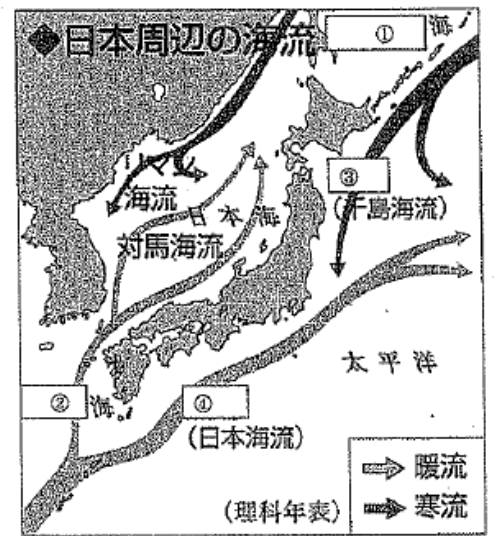 ◆日本周辺の海流
① 海
リマン
海流
③
(千島海流)
日本海
対馬海流
太平洋
② 海
④
(日本海流)
暖流
寒流
(理科年表)